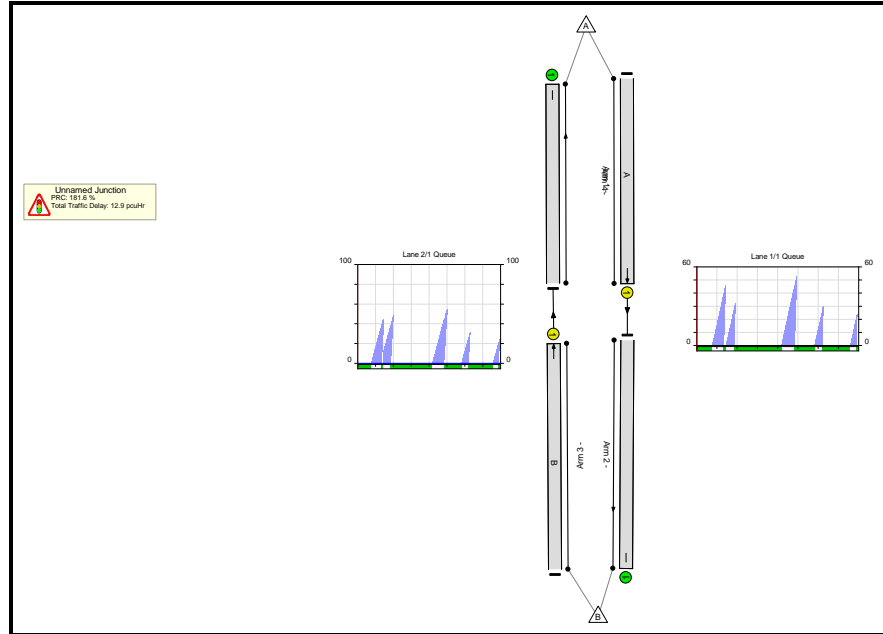 A
Unnamed Junction
PRC: 181.6 %
Total Traffic Delay: 12.9 pcuHr
A
Lane 2/1 Queue
100
100
0
0
Lane 1/1 Queue
60
60
0
0
B
Arm 3 -
Arm 2 -
B